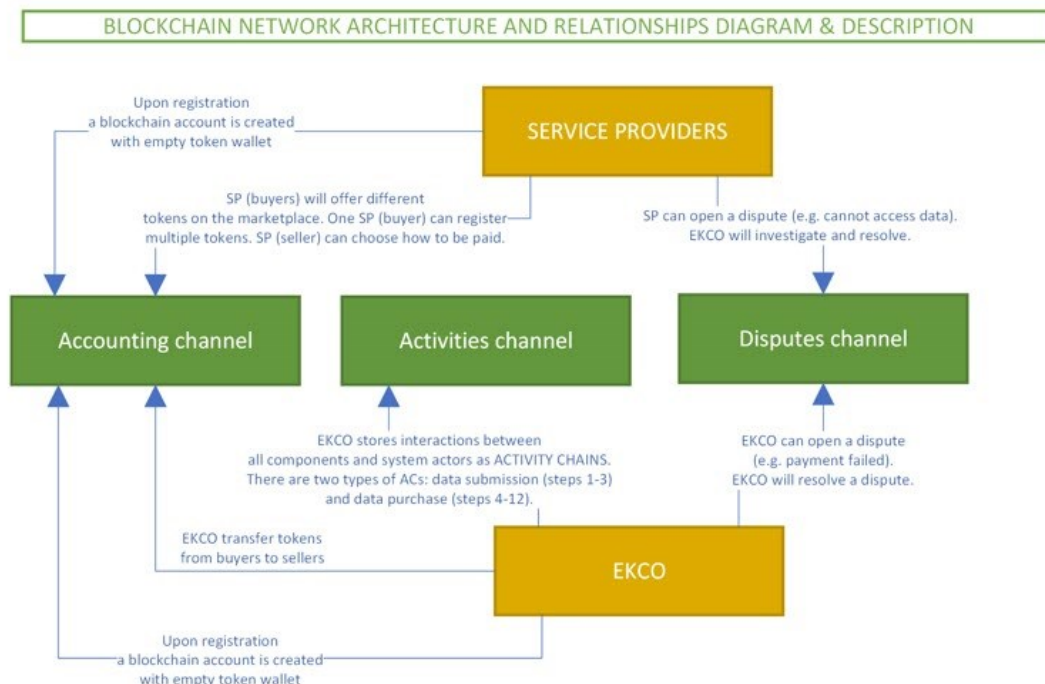 BLOCKCHAIN NETWORK ARCHITECTURE AND RELATIONSHIPS DIAGRAM & DESCRIPTION
Upon registration
a blockchain account is created
with empty token wallet
SERVICE PROVIDERS
SP (buyers) will offer different
tokens on the marketplace. One SP (buyer) can register
multiple tokens. SP (seller) can choose how to be paid.
SP can open a dispute (e.g. cannot access data).
EKCO will investigate and resolve.
Accounting channel
Activities channel
Disputes channel
EKCO stores interactions between
all components and system actors as ACTIVITY CHAINS.
There are two types of ACs: data submission (steps 1-3)
and data purchase (steps 4-12).
EKCO can open a dispute
(e.g. payment failed).
EKCO will resolve a dispute.
EKCO transfer tokens
from buyers to sellers
EKCO
Upon registration
a blockchain account is created
with empty token wallet